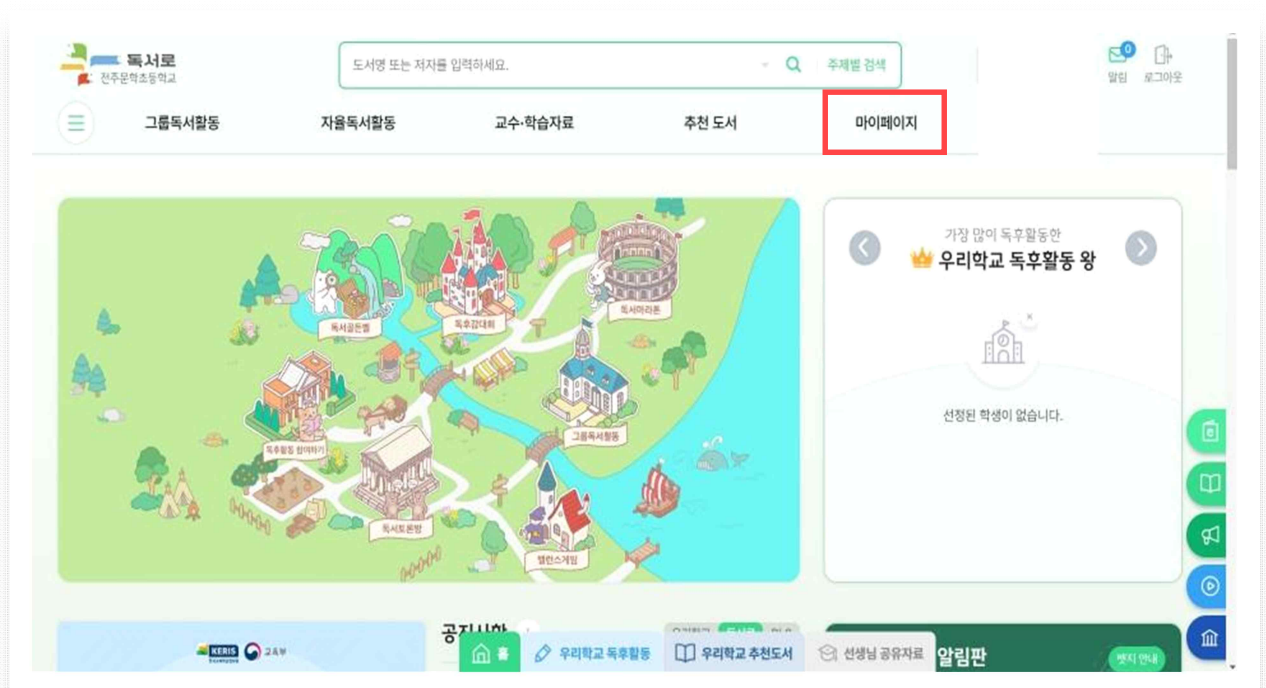 독서로
전주문학초등학교
도서명 또는 저자를 입력하세요.
주제별 검색
0
알림
로그아웃
그룹독서활동
자율독서활동
교수·학습자료
추천 도서
마이페이지
독서골든벨
독후감대회
독서마라톤
그룹독서활동
독후활동 참여하기
독서토론방
밸런스게임
가장 많이 독후활동한
우리학교 독후활동 왕
선정된 학생이 없습니다.
KERIS
교육부
공지사항
홈
우리학교 독후활동
우리학교 추천도서
선생님 공유자료
알림판
뱃지 안내